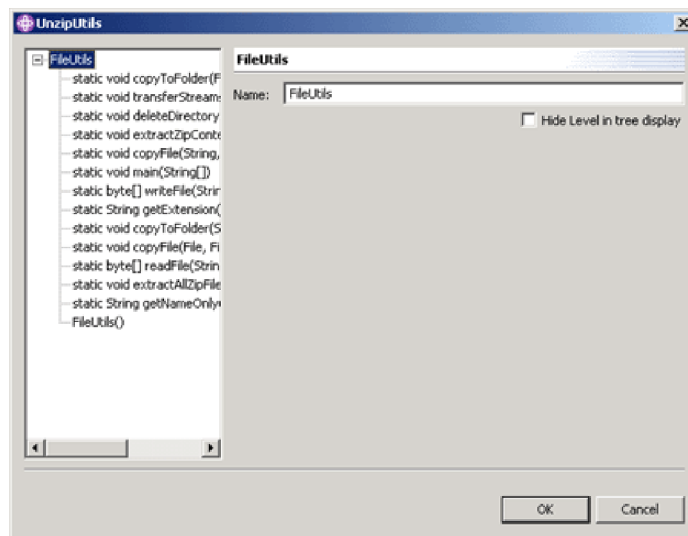 UnzipUtils
FileUtils
static void copyToFolder(F
static void transferStream
static void deleteDirectory
static void extractZipConte
static void copyFile(String,
static void main(String[])
static byte[] writeFile(Strin
static String getExtension(
static void copyToFolder(S
static void copyFile(File, Fi
static byte[] readFile(Strin
static void extractAllZipFile
static String getNameOnly
FileUtils()
FileUtils
Name: FileUtils
Hide Level in tree display
OK Cancel